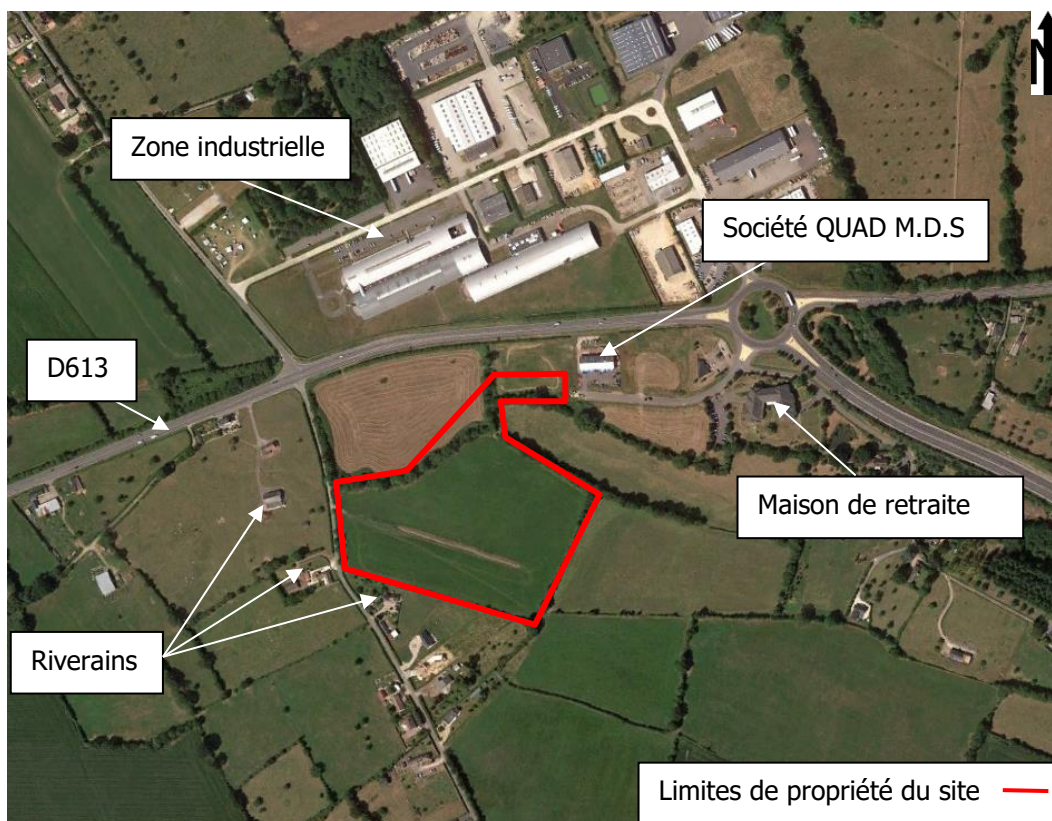 N
Zone industrielle
Société QUAD M.D.S
D613
Maison de retraite
Riverains
Limites de propriété du site